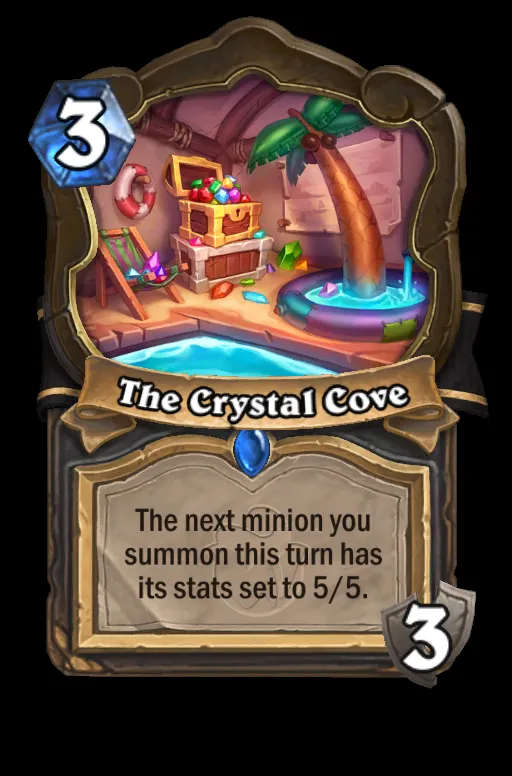 3
The Crystal Cove
The next minion you
summon this turn has
its stats set to 5/5.
3